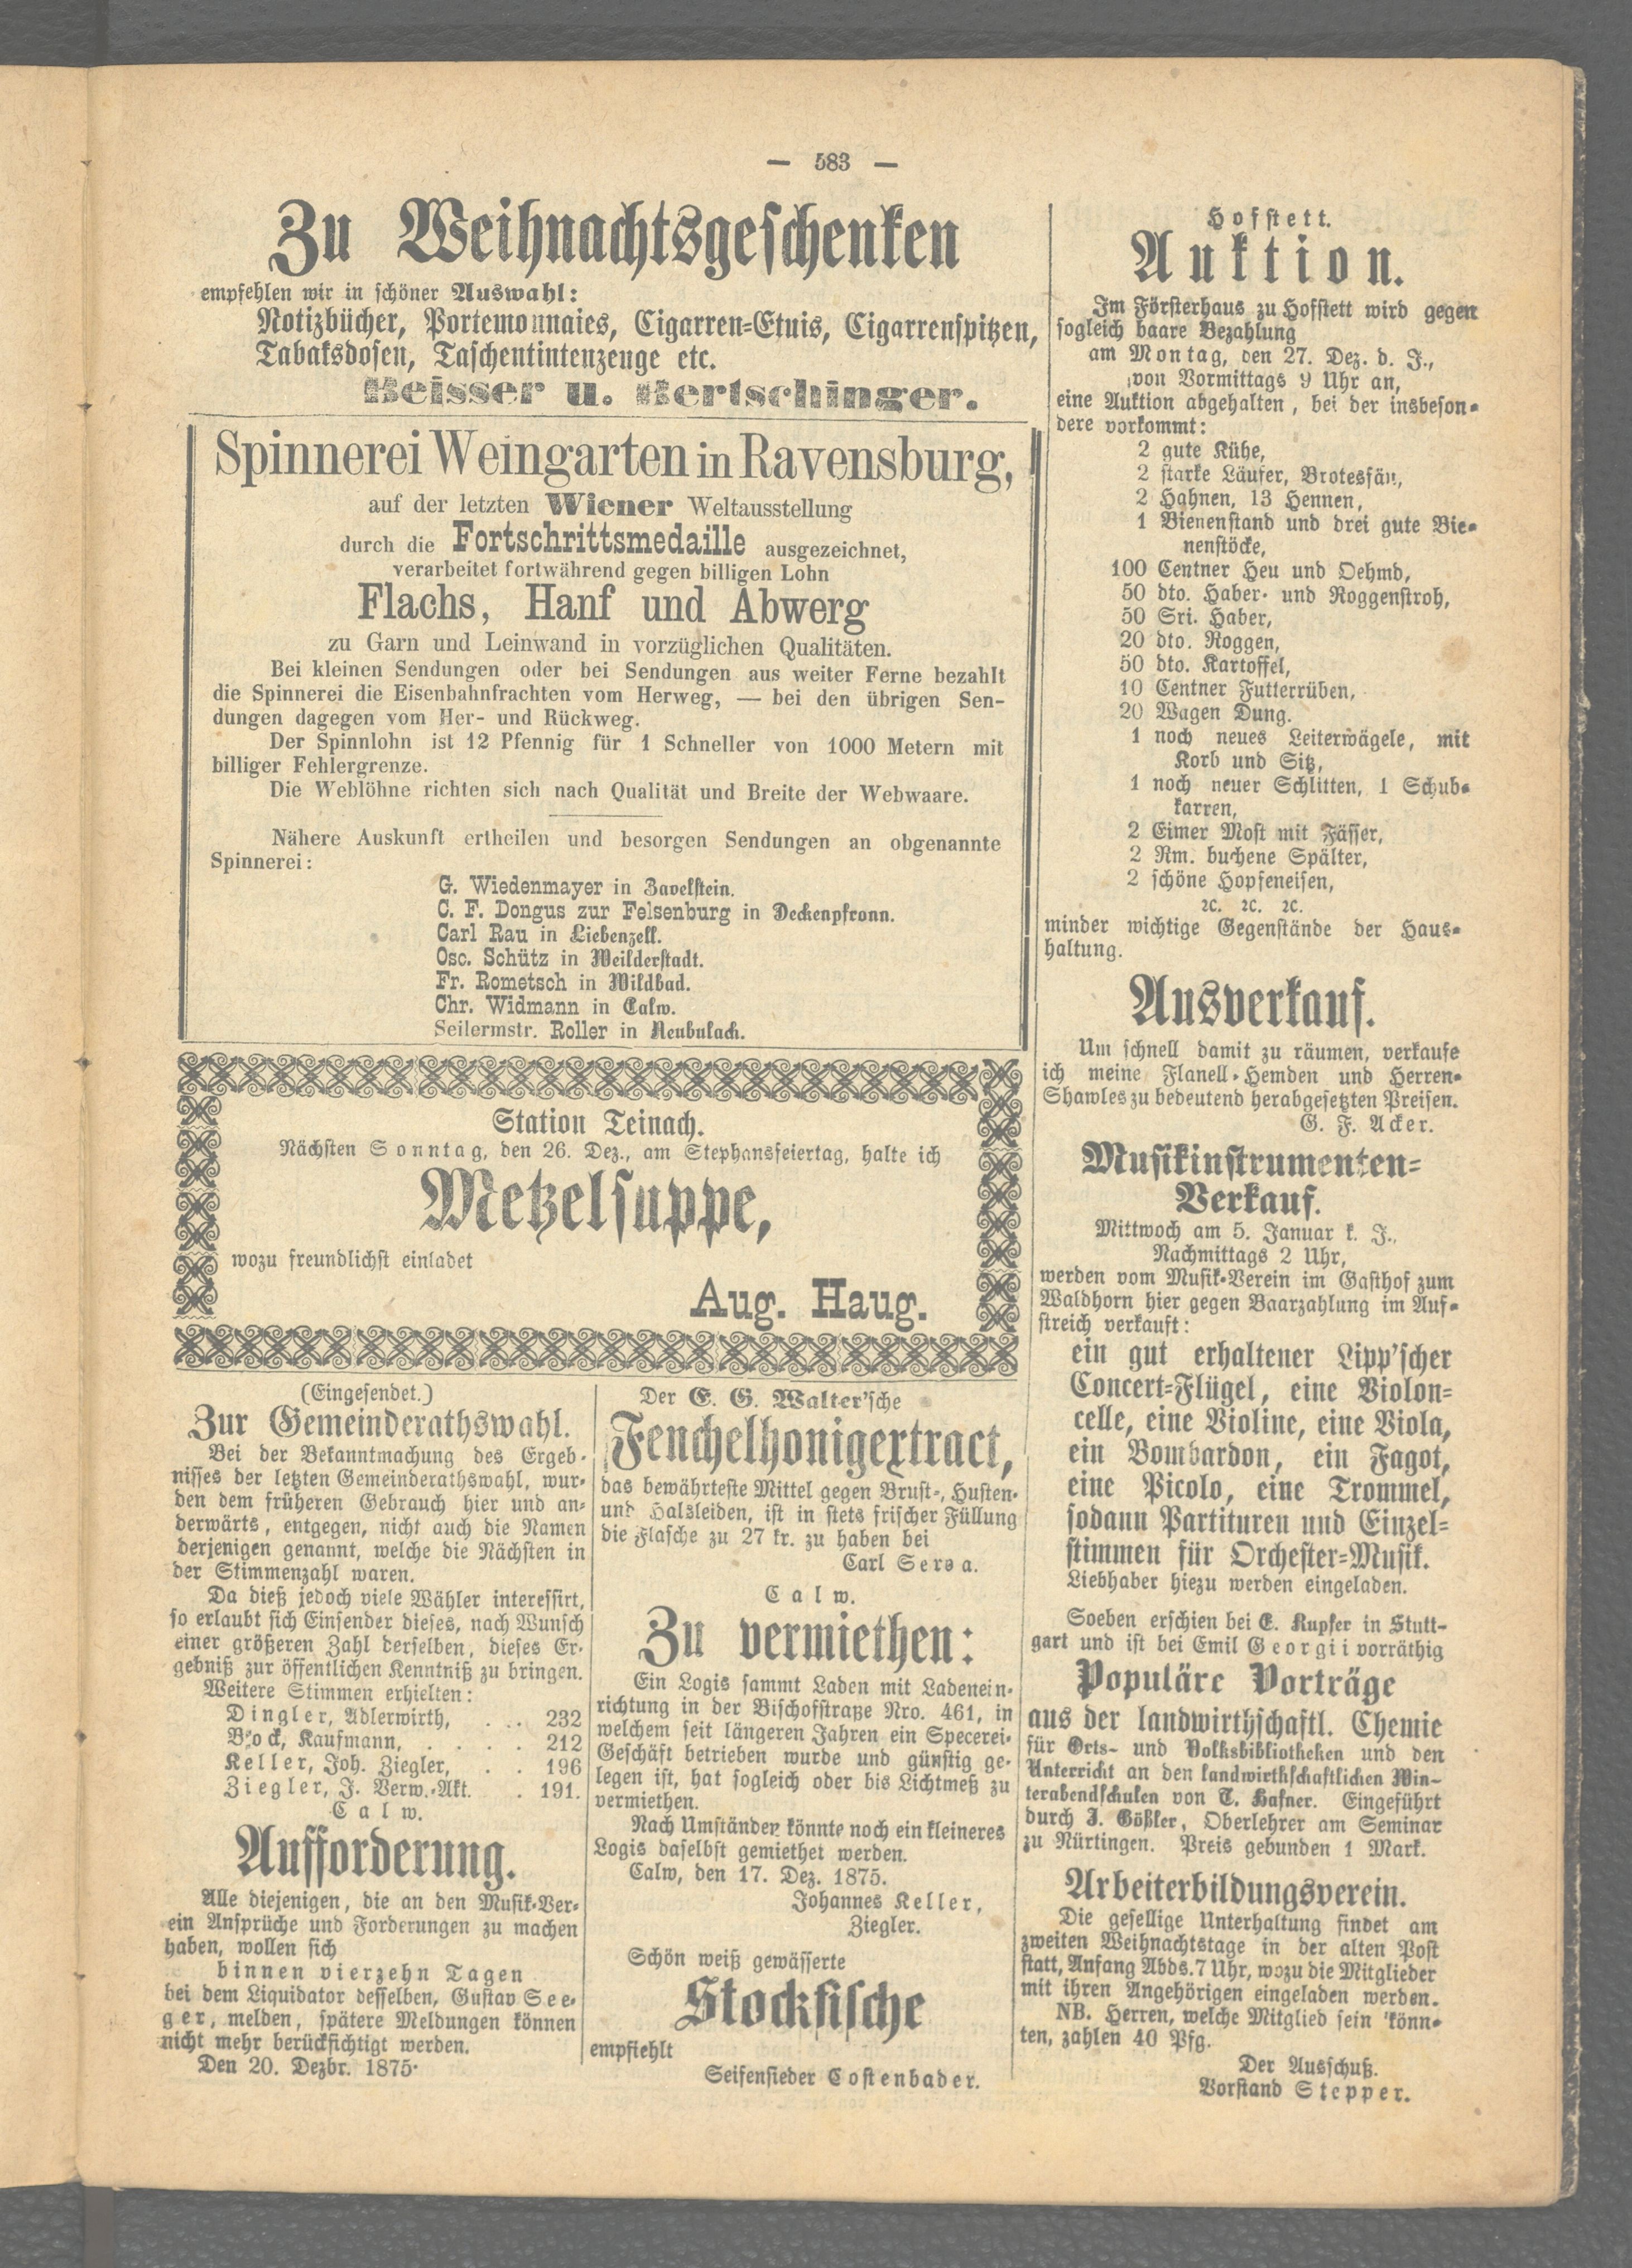 — 583 —
Zu Weihnachtsgeschenken
empfehlen wir in schöner Auswahl:
Notizbücher, Portemonnaies, Cigarren-Etuis, Cigarrenspitzen,
Tabaksdosen, Taschentintenzeuge etc.
Beisser u. Bertschinger.
Spinnerei Weingarten in Ravensburg,
auf der letzten Wiener Weltausstellung
durch die Fortschrittsmedaille ausgezeichnet,
verarbeitet fortwährend gegen billigen Lohn
Flachs, Hanf und Abwerg
zu Garn und Leinwand in vorzüglichen Qualitäten.
Bei kleinen Sendungen oder bei Sendungen aus weiter Ferne bezahlt
die Spinnerei die Eisenbahnfrachten vom Herweg, — bei den übrigen Sen-
dungen dagegen vom Her- und Rückweg.
Der Spinnlohn ist 12 Pfennig für 1 Schneller von 1000 Metern mit
billiger Fehlergrenze.
Die Weblöhne richten sich nach Qualität und Breite der Webwaare.
Nähere Auskunft ertheilen und besorgen Sendungen an obgenannte
Spinnerei:
G. Wiedenmayer in Zavelstein.
C. F. Dongus zur Felsenburg in Deckenpfronn.
Carl Rau in Liebenzell.
Osc. Schütz in Weilderstadt.
Fr. Rometsch in Wildbad.
Chr. Widmann in Calw.
Seilermstr. Roller in Neubulach.
Station Teinach.
Nächsten Sonntag, den 26. Dez., am Stephansfeiertag, halte ich
Metzelsuppe,
wozu freundlichst einladet
Aug. Haug.
(Eingesendet.)
Zur Gemeinderathswahl.
Bei der Bekanntmachung des Ergeb-
nisses der letzten Gemeinderathswahl, wur-
den dem früheren Gebrauch hier und an-
derwärts, entgegen, nicht auch die Namen
derjenigen genannt, welche die Nächsten in
der Stimmenzahl waren.
Da dieß jedoch viele Wähler interessirt,
so erlaubt sich Einsender dieses, nach Wunsch
einer größeren Zahl derselben, dieses Er-
gebniß zur öffentlichen Kenntniß zu bringen.
Weitere Stimmen erhielten:
Dingler, Adlerwirth, . . 232
Bzock, Kaufmann, . . . . 212
Keller, Joh. Ziegler, . . 196
Ziegler, J. Verw.-Akt. . 191.
Calw.
Aufforderung.
Alle diejenigen, die an den Musik-Ver-
ein Ansprüche und Forderungen zu machen
haben, wollen sich
binnen vierzehn Tagen
bei dem Liquidator desselben, Gustav See-
ger, melden, spätere Meldungen können
nicht mehr berücksichtigt werden.
Den 20. Dezbr. 1875.
Der E. G. Walter'sche
Fenchelhonigextract,
das bewährteste Mittel gegen Brust-, Husten-
und Halsleiden, ist in stets frischer Füllung
die Flasche zu 27 kr. zu haben bei
Carl Serva.
Calw.
Zu vermiethen:
Ein Logis sammt Laden mit Ladenein-
richtung in der Bischofstraße Nro. 461, in
welchem seit längeren Jahren ein Specerei-
Geschäft betrieben wurde und günstig ge-
legen ist, hat sogleich oder bis Lichtmeß zu
vermiethen.
Nach Umständen könnte noch ein kleineres
Logis daselbst gemiethet werden.
Calw, den 17. Dez. 1875.
Johannes Keller,
Ziegler.
Schön weiß gewässerte
Stockfische
empfiehlt
Seifensieder Costenbader.
Hofstett.
Auktion.
Im Försterhaus zu Hofstett wird gegen
sogleich baare Bezahlung
am Montag, den 27. Dez. d. J.,
von Vormittags 9 Uhr an,
eine Auktion abgehalten, bei der insbeson-
dere vorkommt:
2 gute Kühe,
2 starke Läufer, Brotesfäu,
2 Hahnen, 13 Hennen,
1 Bienenstand und drei gute Bie-
nenstöcke,
100 Centner Heu und Oehmd,
50 dto. Haber- und Roggenstroh,
50 Sri. Haber,
20 dto. Roggen,
50 dto. Kartoffel,
10 Centner Futterrüben,
20 Wagen Dung.
1 noch neues Leiterwägele, mit
Korb und Sitz,
1 noch neuer Schlitten, 1 Schub-
karren,
2 Eimer Most mit Fässer,
2 Rm. buchene Spälter,
2 schöne Hopfeneisen,
ꝛc. ꝛc. ꝛc.
minder wichtige Gegenstände der Haus-
haltung.
Ausverkauf.
Um schnell damit zu räumen, verkaufe
ich meine Flanell-Hemden und Herren-
Shawles zu bedeutend herabgesetzten Preisen.
G. F. Acker.
Musikinstrumenten-
Verkauf.
Mittwoch am 5. Januar k. J.,
Nachmittags 2 Uhr,
werden vom Musik-Verein im Gasthof zum
Waldhorn hier gegen Baarzahlung im Auf-
streich verkauft:
ein gut erhaltener Lipp'scher
Concert-Flügel, eine Violon-
celle, eine Violine, eine Viola,
ein Bombardon, ein Fagot,
eine Picolo, eine Trommel,
sodann Partituren und Einzel-
stimmen für Orchester-Musik.
Liebhaber hiezu werden eingeladen.
Soeben erschien bei E. Kupfer in Stutt-
gart und ist bei Emil Georgii vorräthig
Populäre Vorträge
aus der landwirthschaftl. Chemie
für Orts- und Volksbibliotheken und den
Unterricht an den landwirthschaftlichen Win-
terabendschulen von T. Hafner. Eingeführt
durch J. Gößler, Oberlehrer am Seminar
zu Nürtingen. Preis gebunden 1 Mark.
Arbeiterbildungsverein.
Die gesellige Unterhaltung findet am
zweiten Weihnachtstage in der alten Post
statt, Anfang Abds. 7 Uhr, wozu die Mitglieder
mit ihren Angehörigen eingeladen werden.
NB. Herren, welche Mitglied sein könn-
ten, zahlen 40 Pfg.
Der Ausschuß.
Vorstand Stepper.